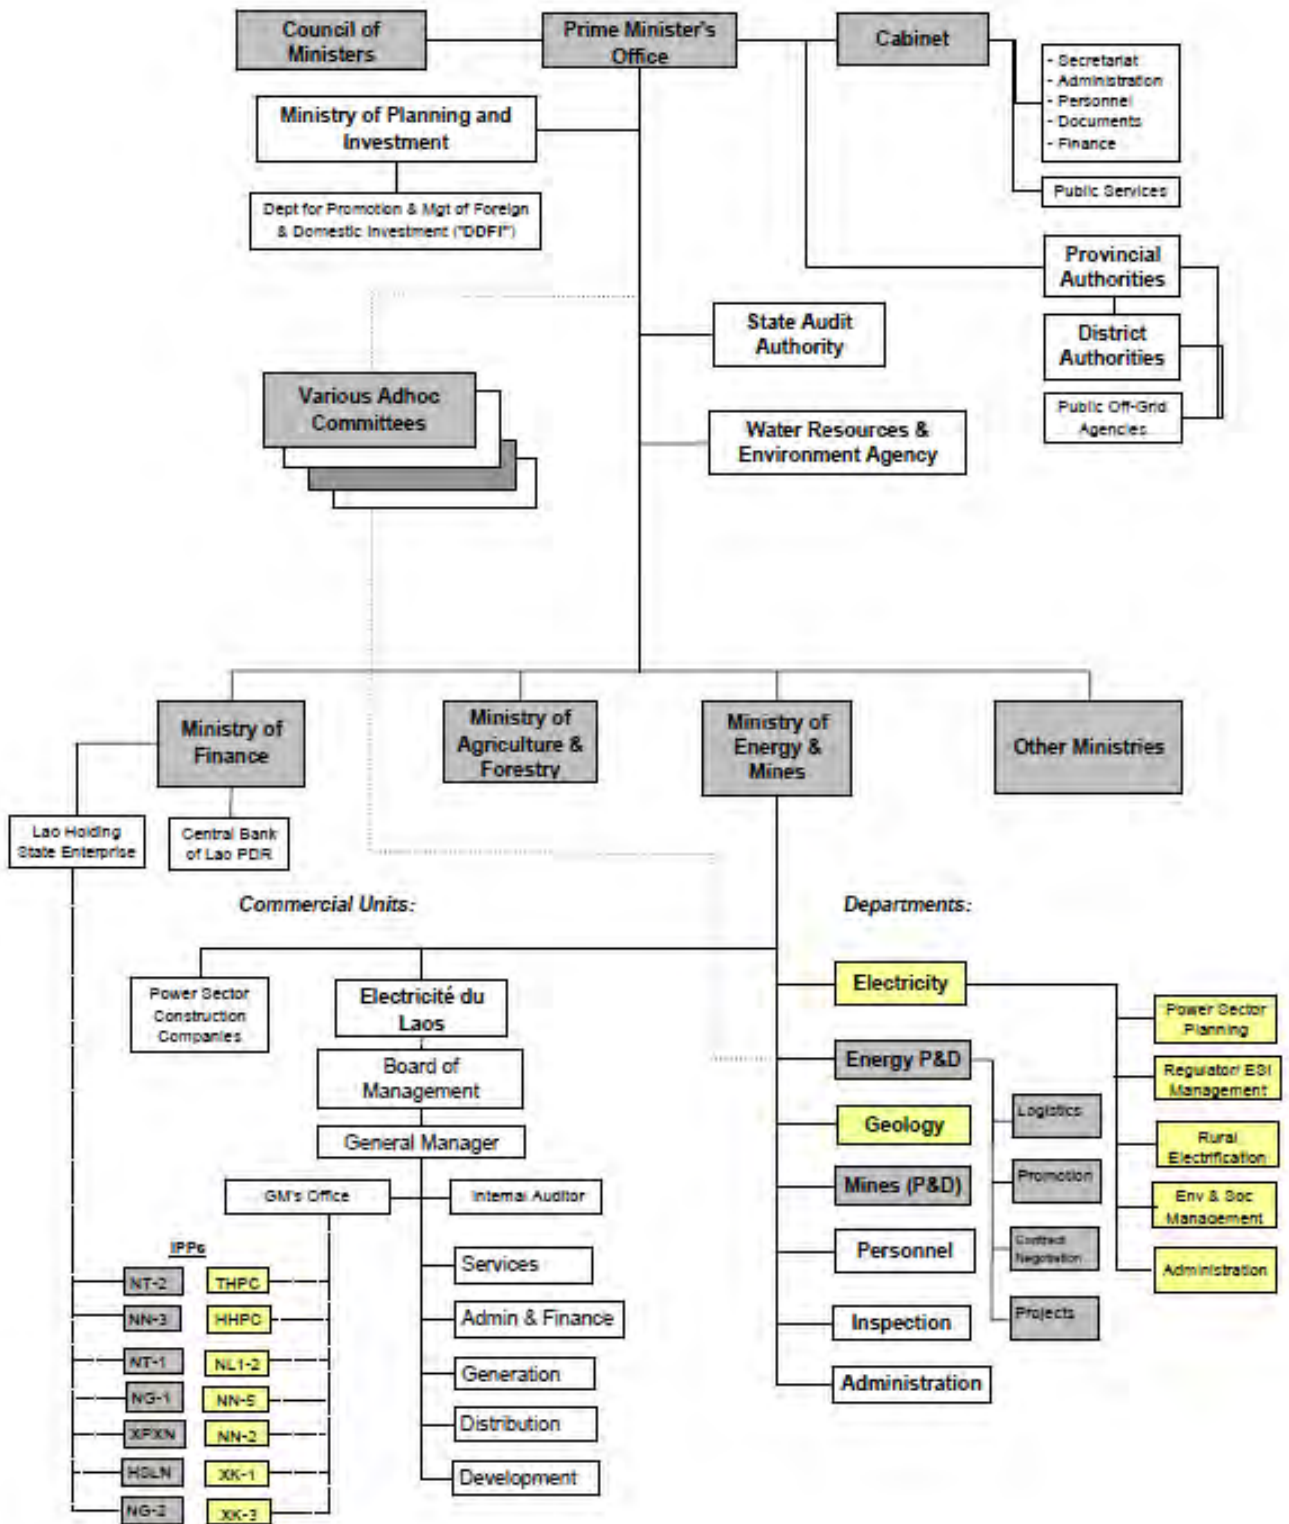 Council of
Ministers
Prime Minister's
Office
Cabinet
- Secretariat
- Administration
- Personnel
- Documents
- Finance
Public Services
Ministry of Planning and
Investment
Dept for Promotion & Mgt of Foreign
& Domestic Investment ("DDFI")
Provincial
Authorities
District
Authorities
Public Off-Grid
Agencies
State Audit
Authority
Various Adhoc
Committees
Water Resources &
Environment Agency
Ministry of
Finance
Ministry of
Agriculture &
Forestry
Ministry of
Energy &
Mines
Other Ministries
Lao Holding
State Enterprise
Central Bank
of Lao PDR
Commercial Units:
Departments:
Power Sector
Construction
Companies
Electricité du
Laos
Board of
Management
General Manager
GM's Office
Internal Auditor
Services
Admin & Finance
Generation
Distribution
Development
IPPs
NT-2
THPC
NN-3
HHPC
NT-1
NL1-2
NG-1
NN-5
XPXN
NN-2
HSLN
XK-1
NG-2
XK-3
Electricity
Energy P&D
Geology
Mines (P&D)
Personnel
Inspection
Administration
Logistics
Promotion
Contract
Negotiation
Projects
Power Sector
Planning
Regulator/ ESI
Management
Rural
Electrification
Env & Soc
Management
Administration